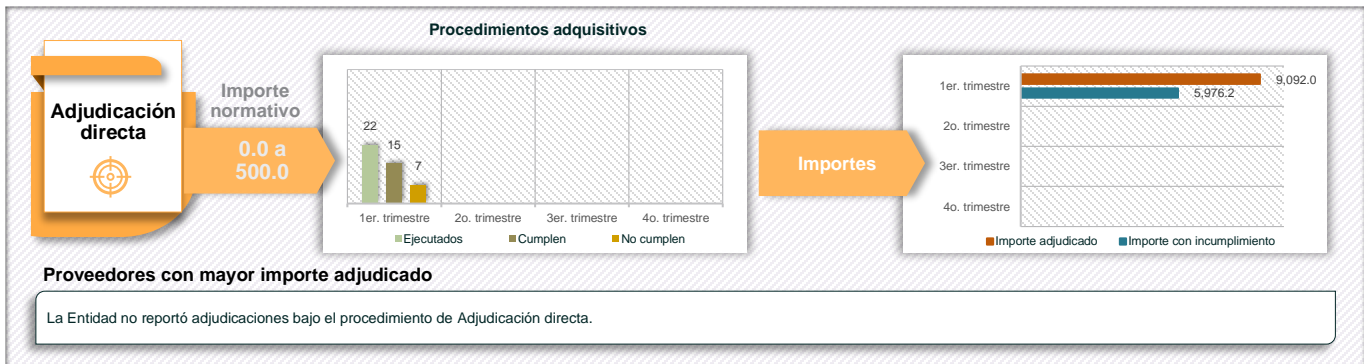 Procedimientos adquisitivos
Adjudicación
directa
Importe
normativo
0.0 a
500.0
22
15
7
1er. trimestre
2o. trimestre
3er. trimestre
4o. trimestre
Ejecutados
Cumplen
No cumplen
Importes
1er. trimestre
9,092.0
5,976.2
2o. trimestre
3er. trimestre
4o. trimestre
Importe adjudicado
Importe con incumplimiento
Proveedores con mayor importe adjudicado
La Entidad no reportó adjudicaciones bajo el procedimiento de Adjudicación directa.